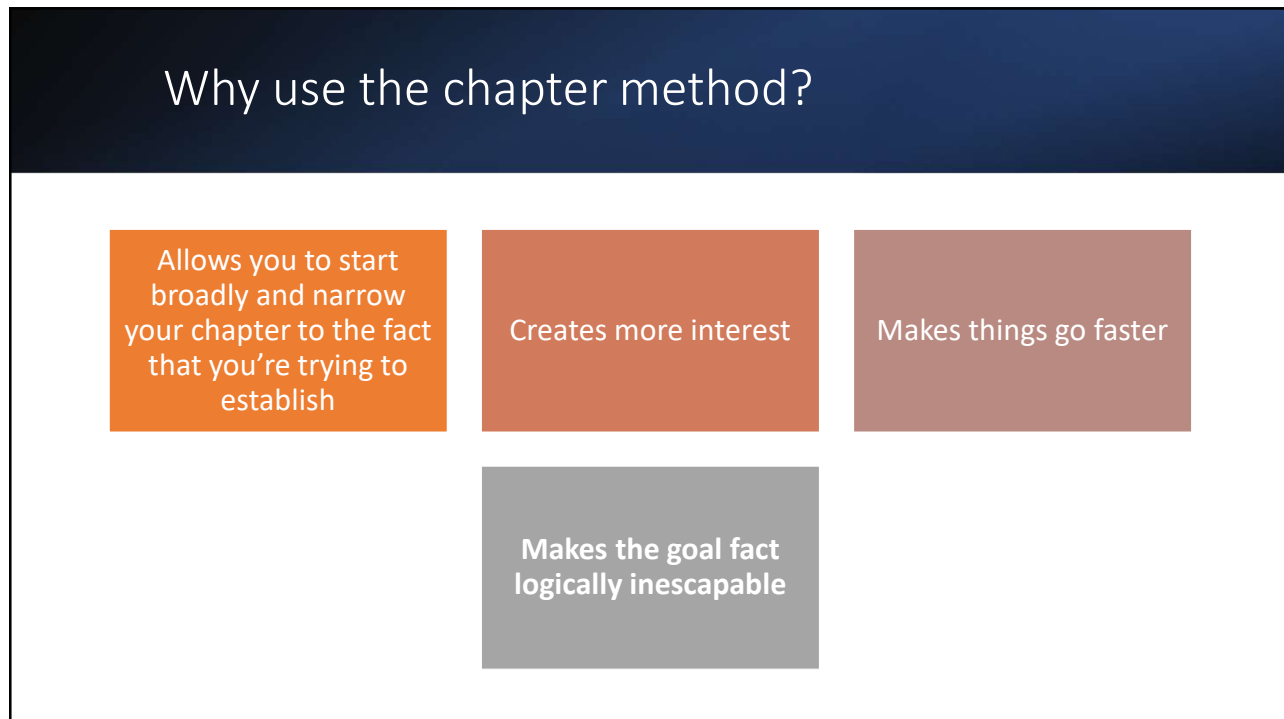 Why use the chapter method?
Allows you to start
broadly and narrow
your chapter to the fact
that you’re trying to
establish
Creates more interest
Makes things go faster
Makes the goal fact
logically inescapable